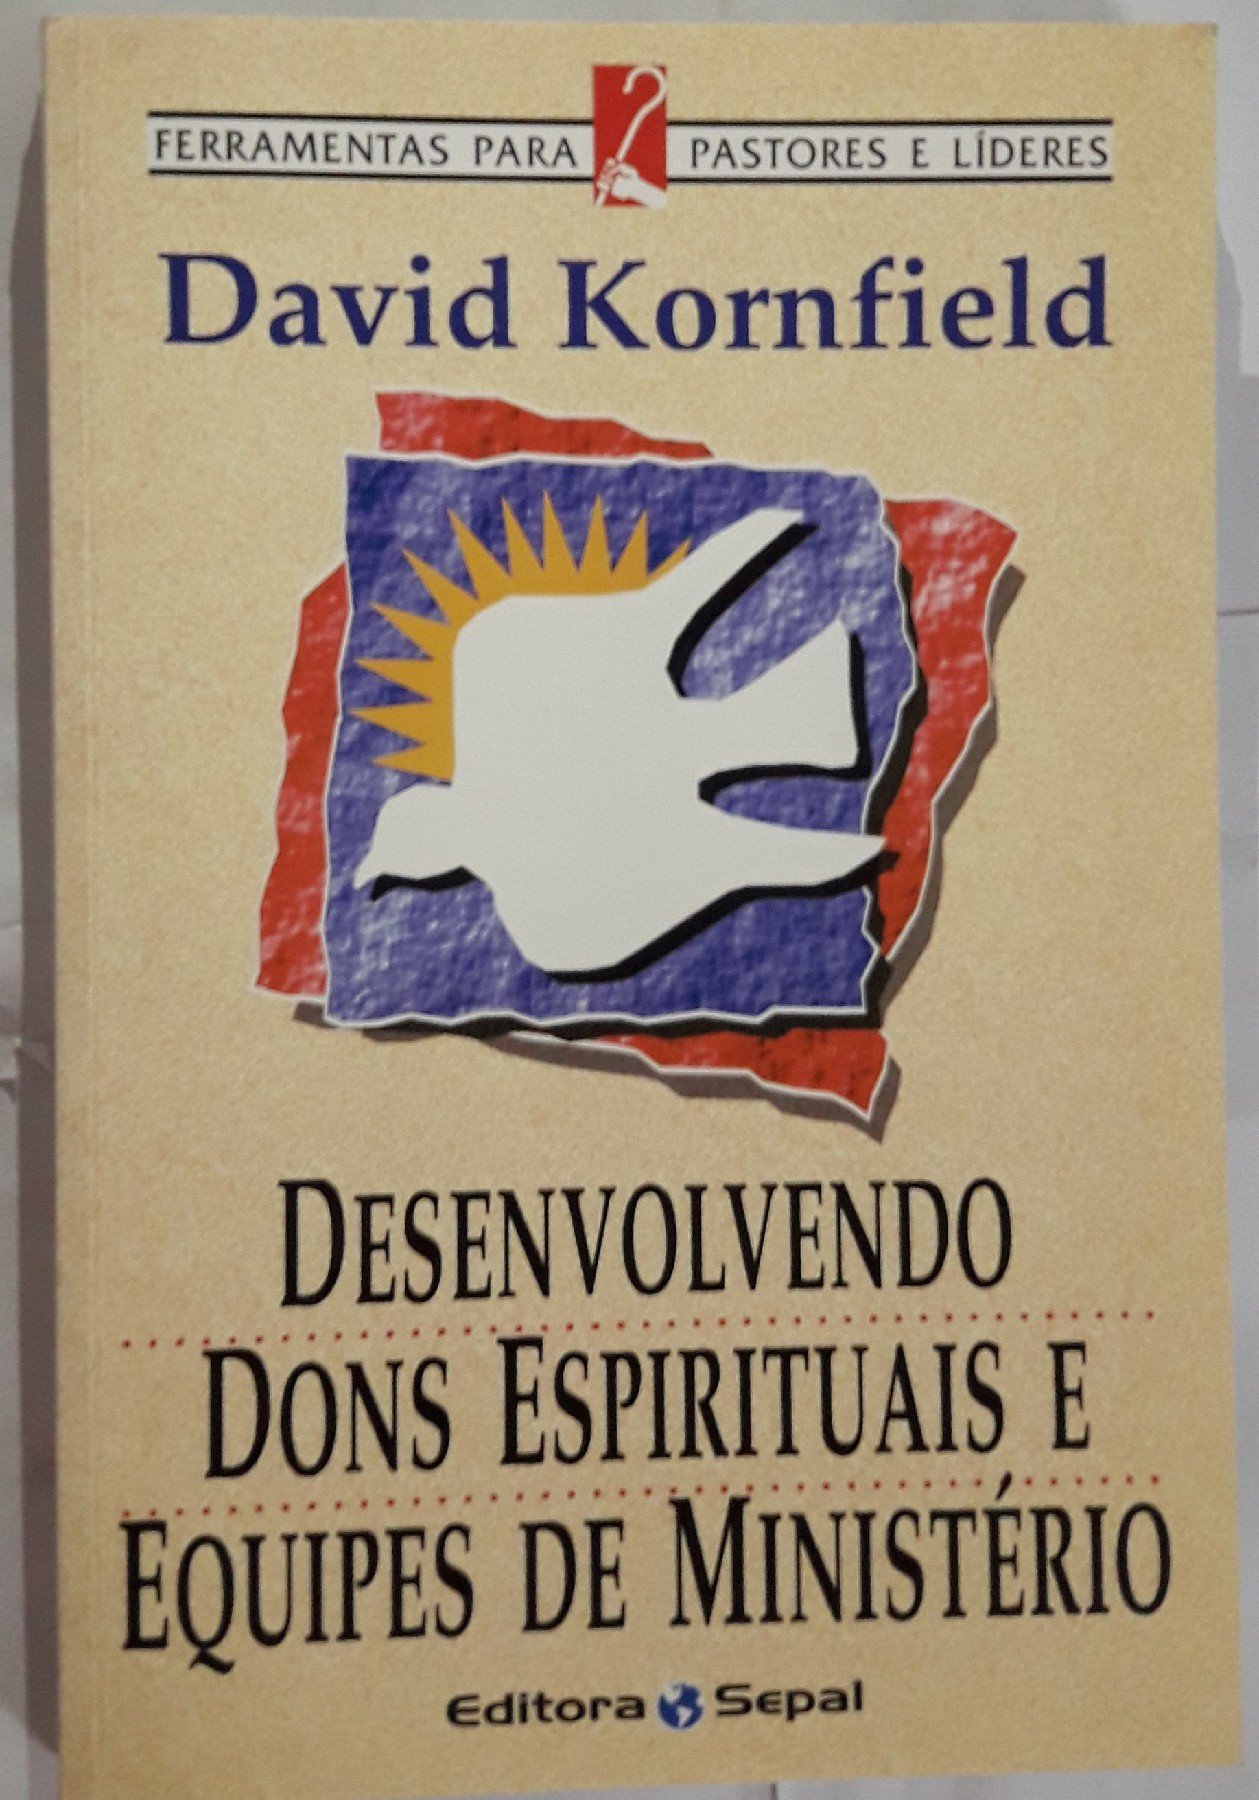 FERRAMENTAS PARA PASTORES E LÍDERES
David Kornfield
DESENVOLVENDO
DONS ESPIRITUAIS E
EQUIPES DE MINISTÉRIO
Editora Sepal